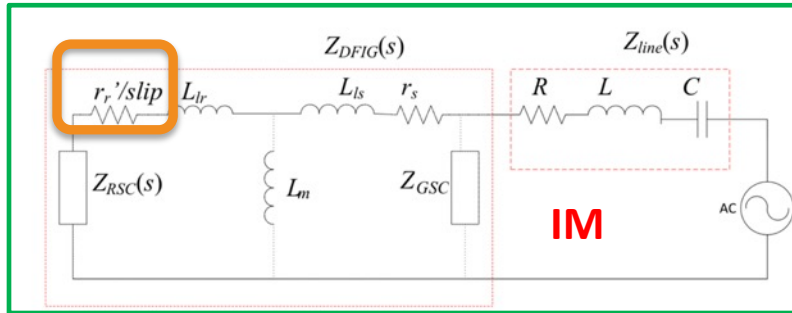 Z_DFIG(s)
Z_line(s)
r_r'/slip
L_lr
L_ls
r_s
R
L
C
Z_RSC(s)
L_m
Z_GSC
AC
IM